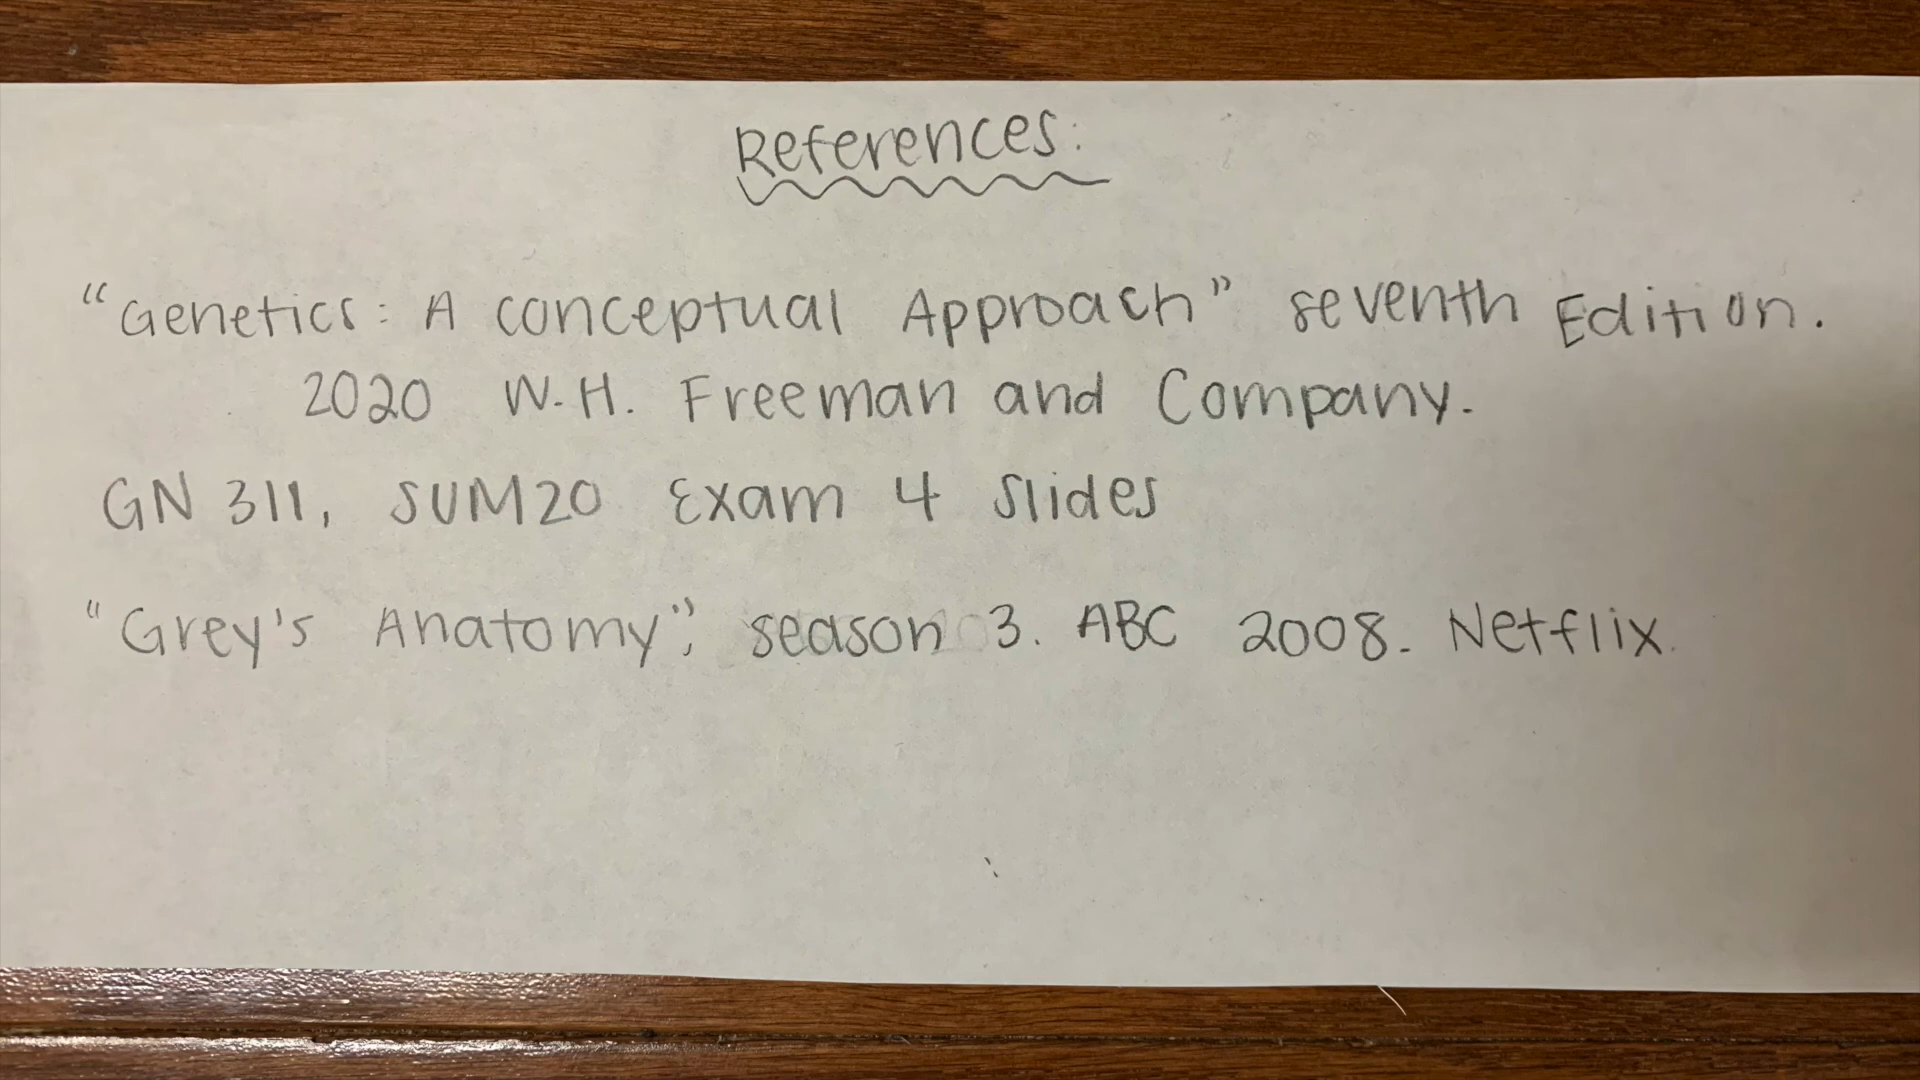 References:
"Genetics: A conceptual Approach" seventh Edition.
2020 W.H. Freeman and Company.
GN 311, SUM20 Exam 4 Slides
"Grey's Anatomy", season 3. ABC 2008. Netflix.